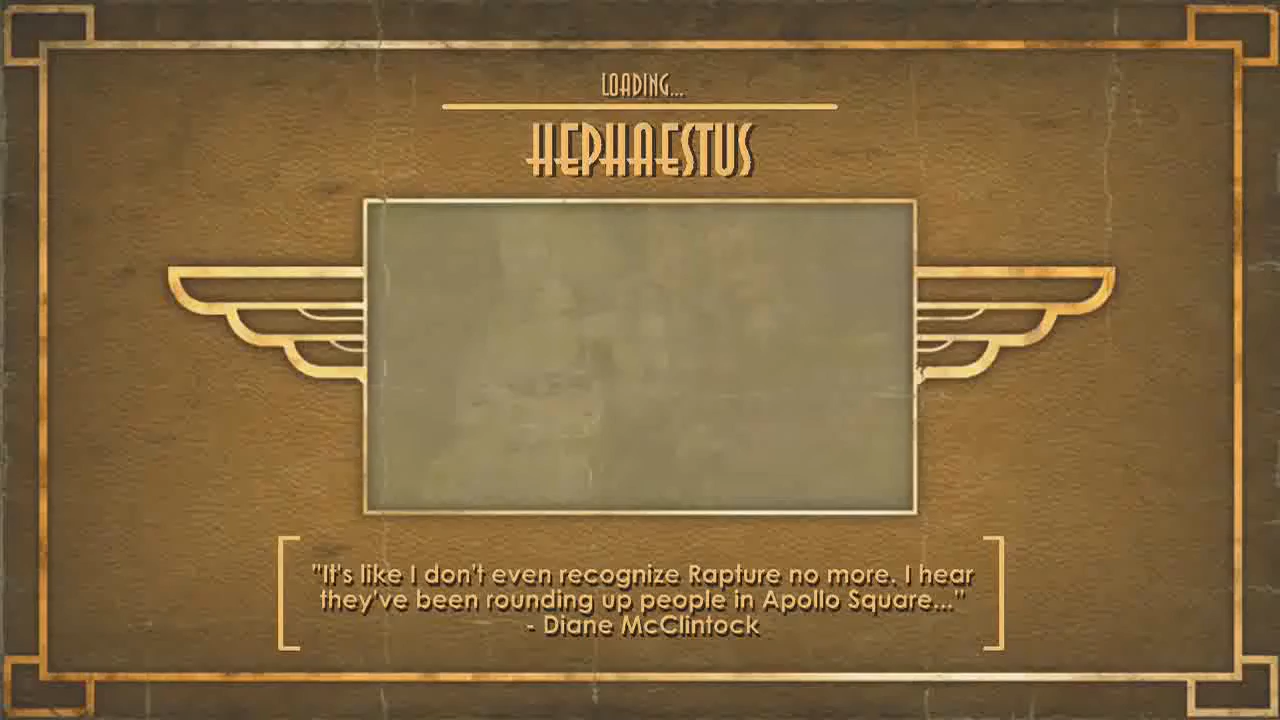 LOADING...
HEPHAESTUS
"It's like I don't even recognize Rapture no more. I hear
they've been rounding up people in Apollo Square..."
- Diane McClintock